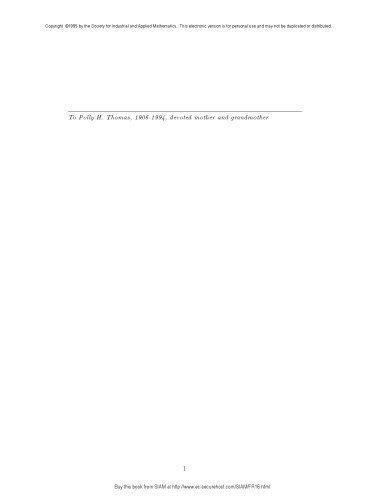 Copyright ©1995 by the Society for Industrial and Applied Mathematics. This electronic version is for personal use and may not be duplicated or distributed.
To Polly H. Thomas, 1906-1994, devoted mother and grandmother
1
Buy this book from SIAM at http://www.ec-securehost.com/SIAM/FR16.html.